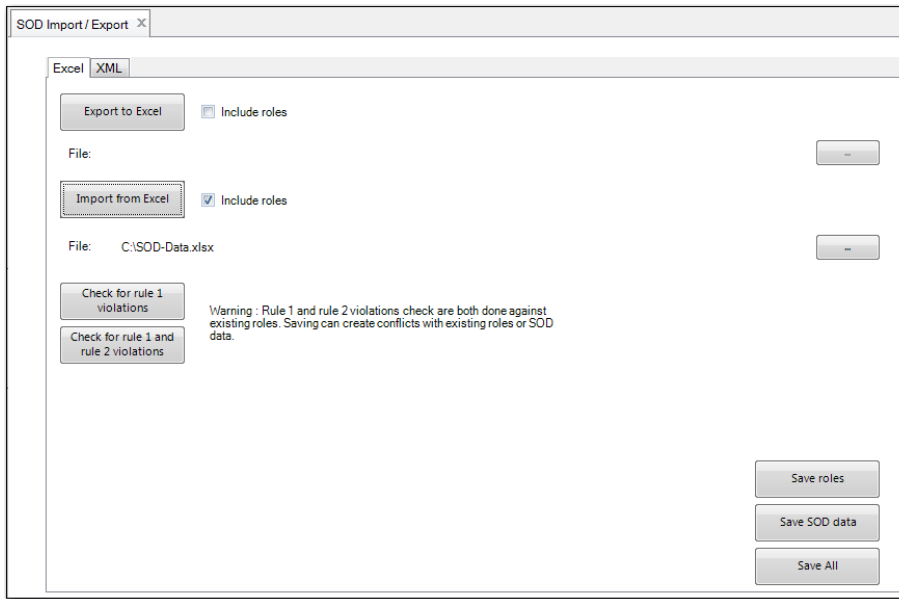 SOD Import / Export X
Excel XML
Export to Excel Include roles
File: ...
Import from Excel Include roles
File: C:\SOD-Data.xlsx ...
Check for rule 1
violations
Warning : Rule 1 and rule 2 violations check are both done against
existing roles. Saving can create conflicts with existing roles or SOD
data.
Check for rule 1 and
rule 2 violations
Save roles
Save SOD data
Save All